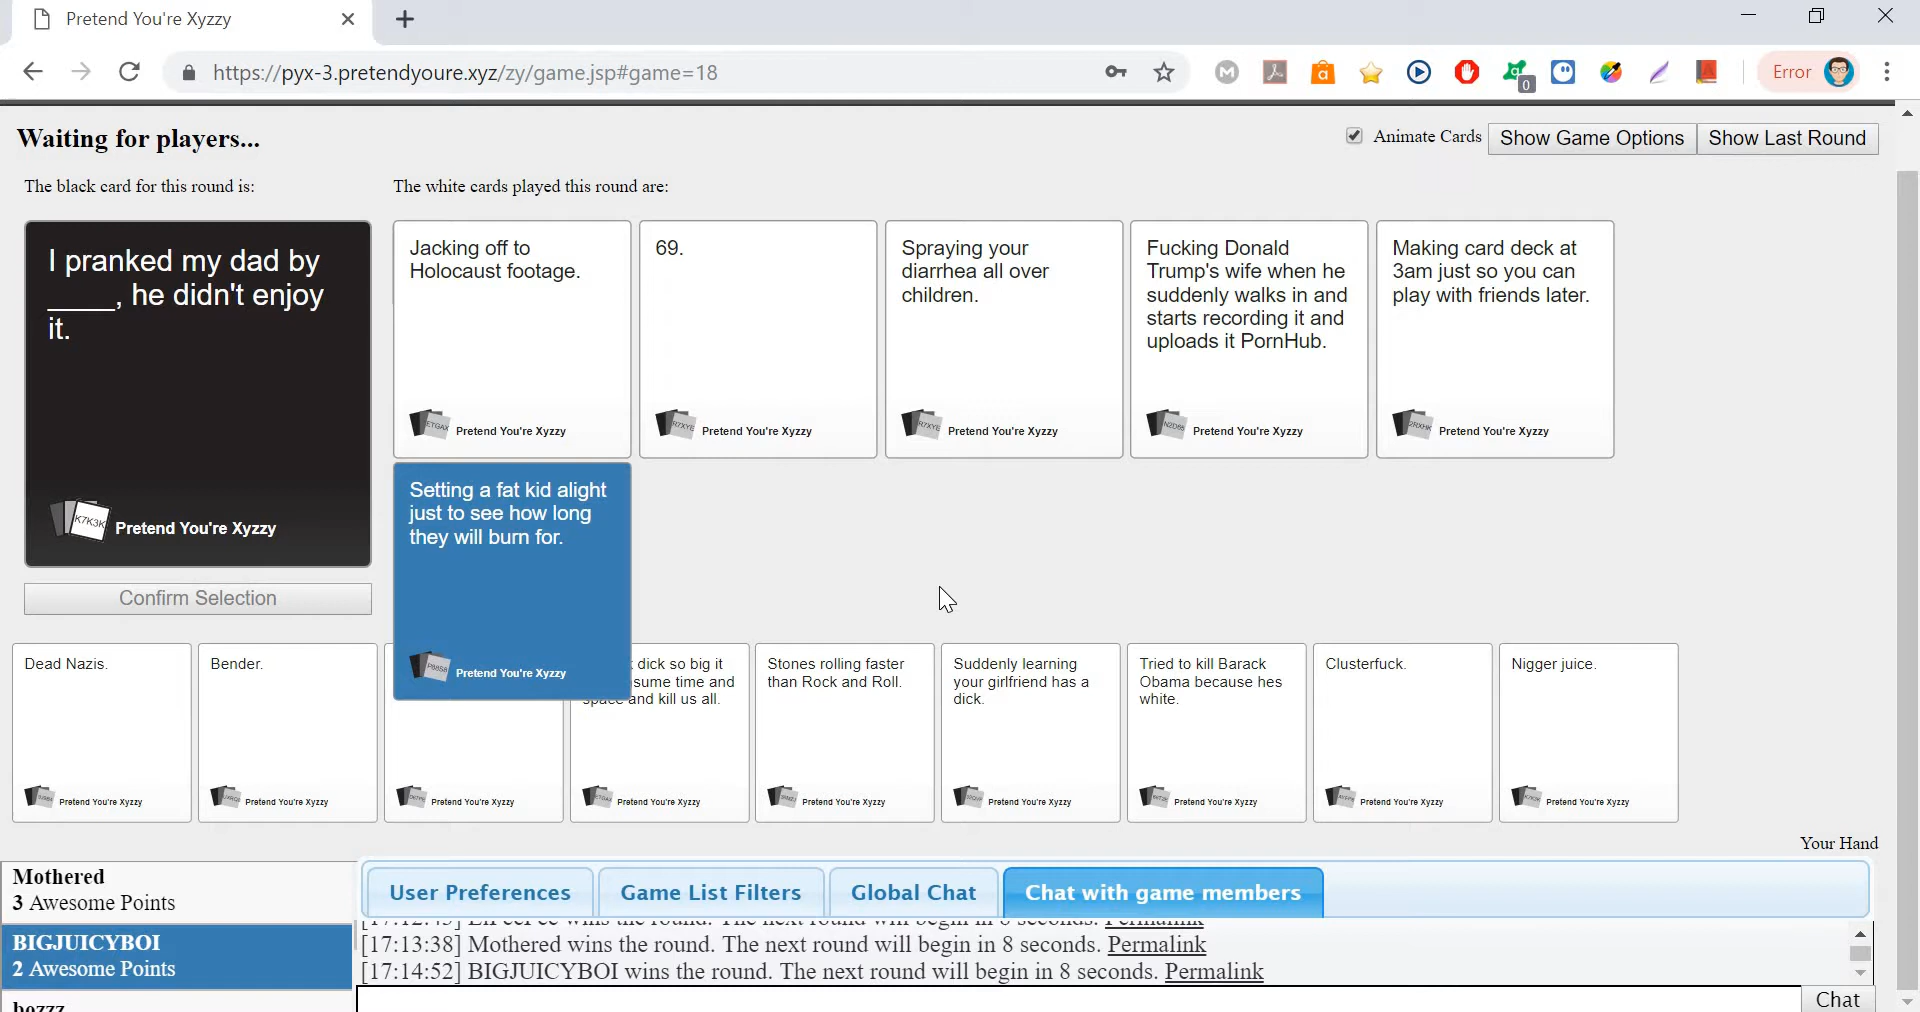 Pretend You're Xyzzy
https://pyx-3.pretendyoure.xyz/zy/game.jsp#game=18
0
Error
Waiting for players...
Animate Cards
Show Game Options
Show Last Round
The black card for this round is:
The white cards played this round are:
I pranked my dad by
____, he didn't enjoy
it.
K7K3K
Pretend You're Xyzzy
Confirm Selection
Jacking off to
Holocaust footage.
Pretend You're Xyzzy
69.
Pretend You're Xyzzy
Spraying your
diarrhea all over
children.
Pretend You're Xyzzy
Fucking Donald
Trump's wife when he
suddenly walks in and
starts recording it and
uploads it PornHub.
Pretend You're Xyzzy
Making card deck at
3am just so you can
play with friends later.
Pretend You're Xyzzy
Setting a fat kid alight
just to see how long
they will burn for.
Pretend You're Xyzzy
Dead Nazis.
Pretend You're Xyzzy
Bender.
Pretend You're Xyzzy
Pretend You're Xyzzy
dick so big it
time and
and kill us all.
Pretend You're Xyzzy
Stones rolling faster
than Rock and Roll.
Pretend You're Xyzzy
Suddenly learning
your girlfriend has a
dick.
Pretend You're Xyzzy
Tried to kill Barack
Obama because hes
white.
Pretend You're Xyzzy
Clusterfuck.
Pretend You're Xyzzy
Nigger juice.
Pretend You're Xyzzy
Your Hand
Mothered
3 Awesome Points
BIGJUICYBOI
2 Awesome Points
User Preferences
Game List Filters
Global Chat
Chat with game members
[17:13:38] Mothered wins the round. The next round will begin in 8 seconds. Permalink
[17:14:52] BIGJUICYBOI wins the round. The next round will begin in 8 seconds. Permalink
Chat